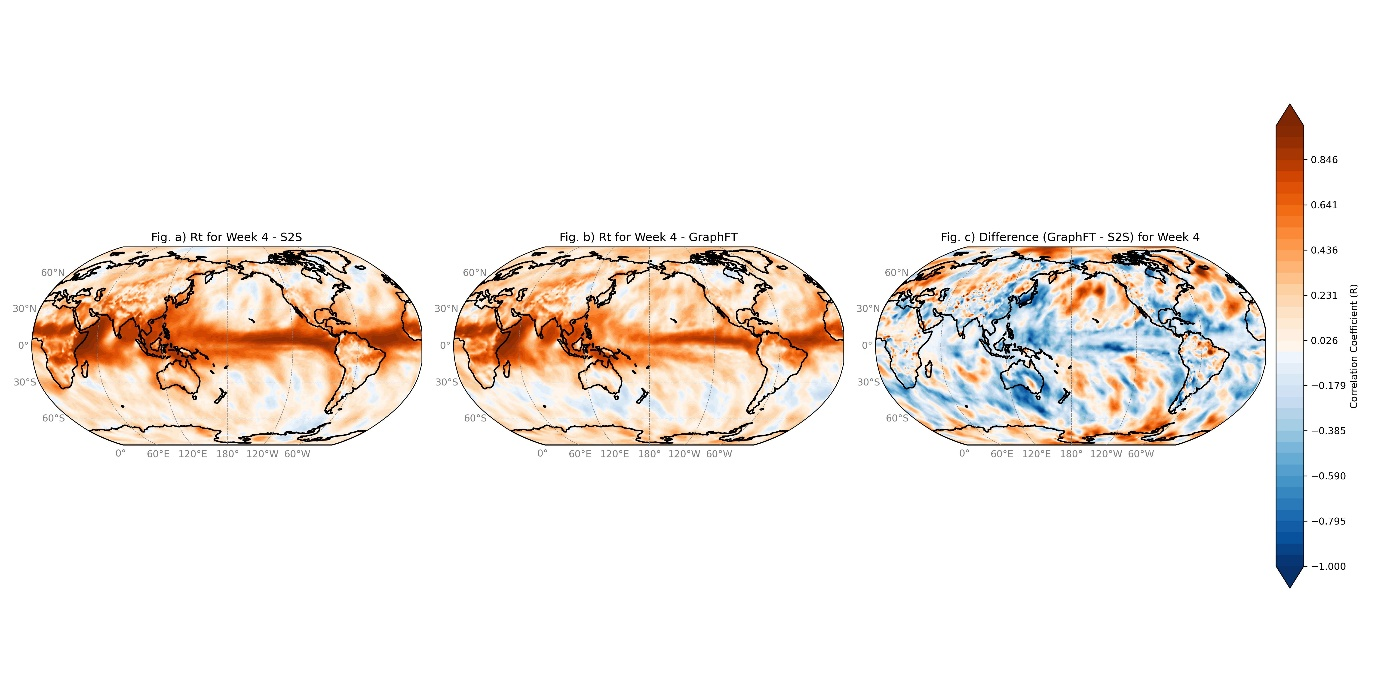 Fig. a) Rt for Week 4 - S2S
60°N
30°N
0°
30°S
60°S
0° 60°E 120°E 180° 120°W 60°W
Fig. b) Rt for Week 4 - GraphFT
60°N
30°N
0°
30°S
60°S
0° 60°E 120°E 180° 120°W 60°W
Fig. c) Difference (GraphFT - S2S) for Week 4
60°N
30°N
0°
30°S
60°S
0° 60°E 120°E 180° 120°W 60°W
0.846
0.641
0.436
0.231
0.026
−0.179
−0.385
−0.590
−0.795
−1.000
Correlation Coefficient (R)